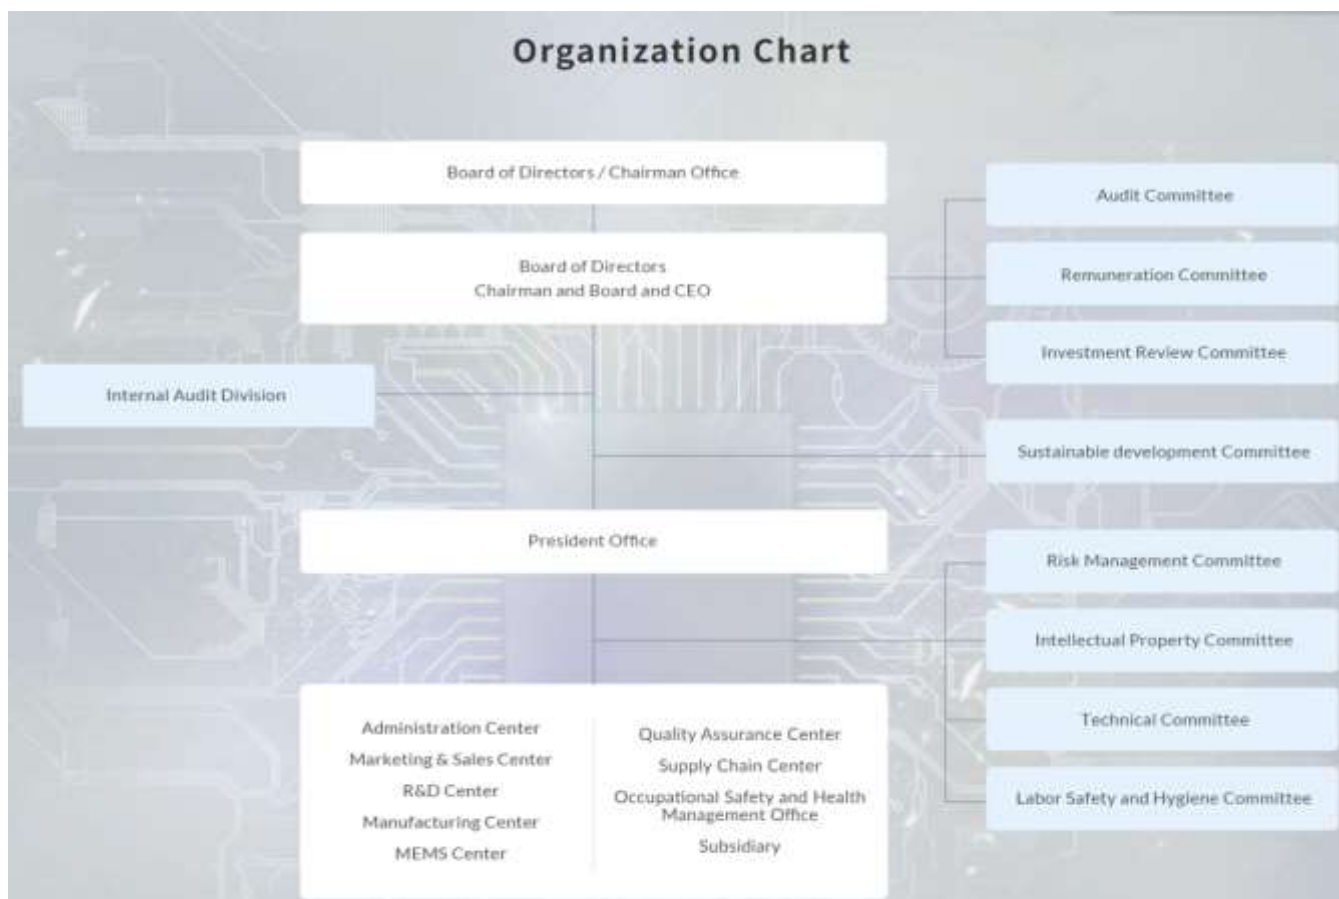 Organization Chart
Board of Directors / Chairman Office
Board of Directors
Chairman and Board and CEO
Audit Committee
Remuneration Committee
Investment Review Committee
Internal Audit Division
Sustainable development Committee
President Office
Risk Management Committee
Intellectual Property Committee
Technical Committee
Labor Safety and Hygiene Committee
Administration Center
Marketing & Sales Center
R&D Center
Manufacturing Center
MEMS Center
Quality Assurance Center
Supply Chain Center
Occupational Safety and Health
Management Office
Subsidiary